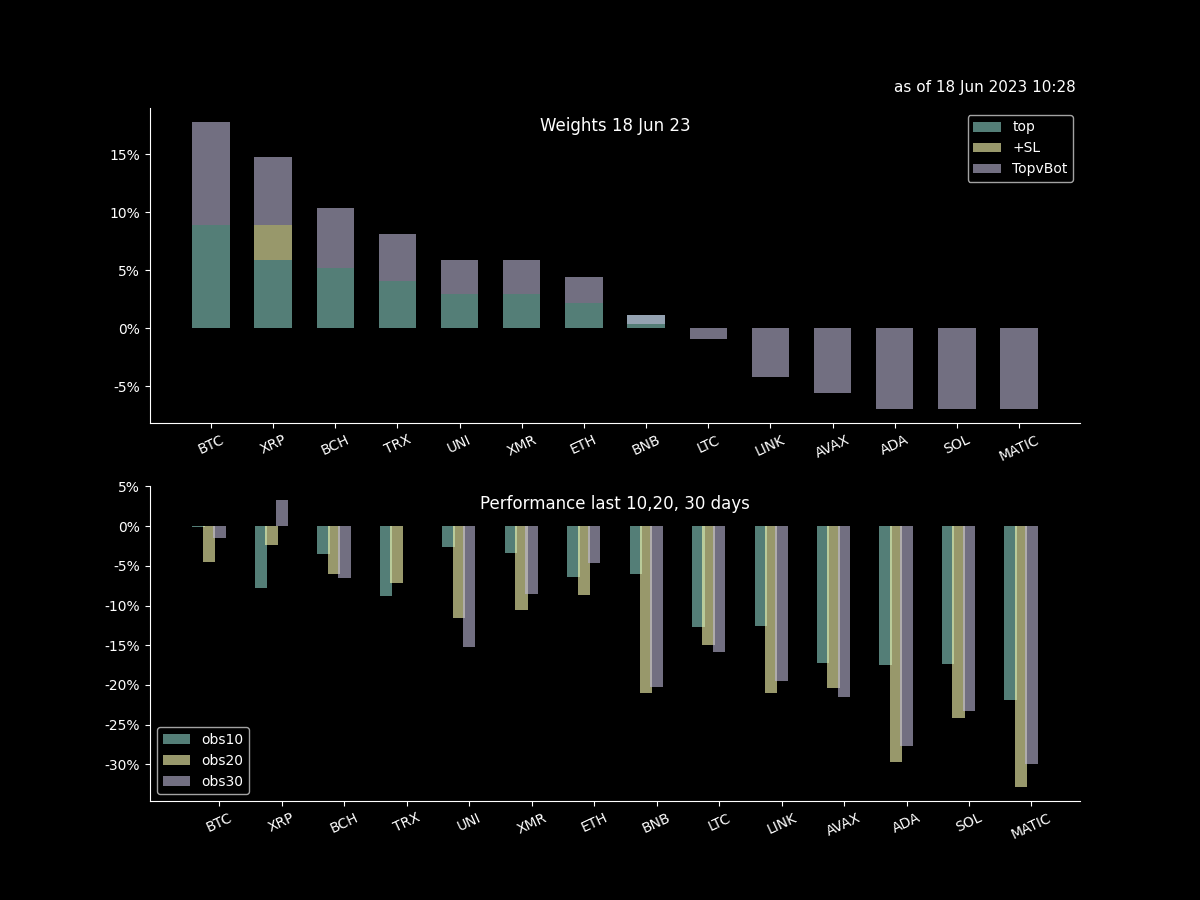 as of 18 Jun 2023 10:28
Weights 18 Jun 23
top
+SL
TopvBot
15%
10%
5%
0%
-5%
BTC XRP BCH TRX UNI XMR ETH BNB LTC LINK AVAX ADA SOL MATIC
Performance last 10,20, 30 days
5%
0%
-5%
-10%
-15%
-20%
-25%
-30%
obs10
obs20
obs30
BTC XRP BCH TRX UNI XMR ETH BNB LTC LINK AVAX ADA SOL MATIC